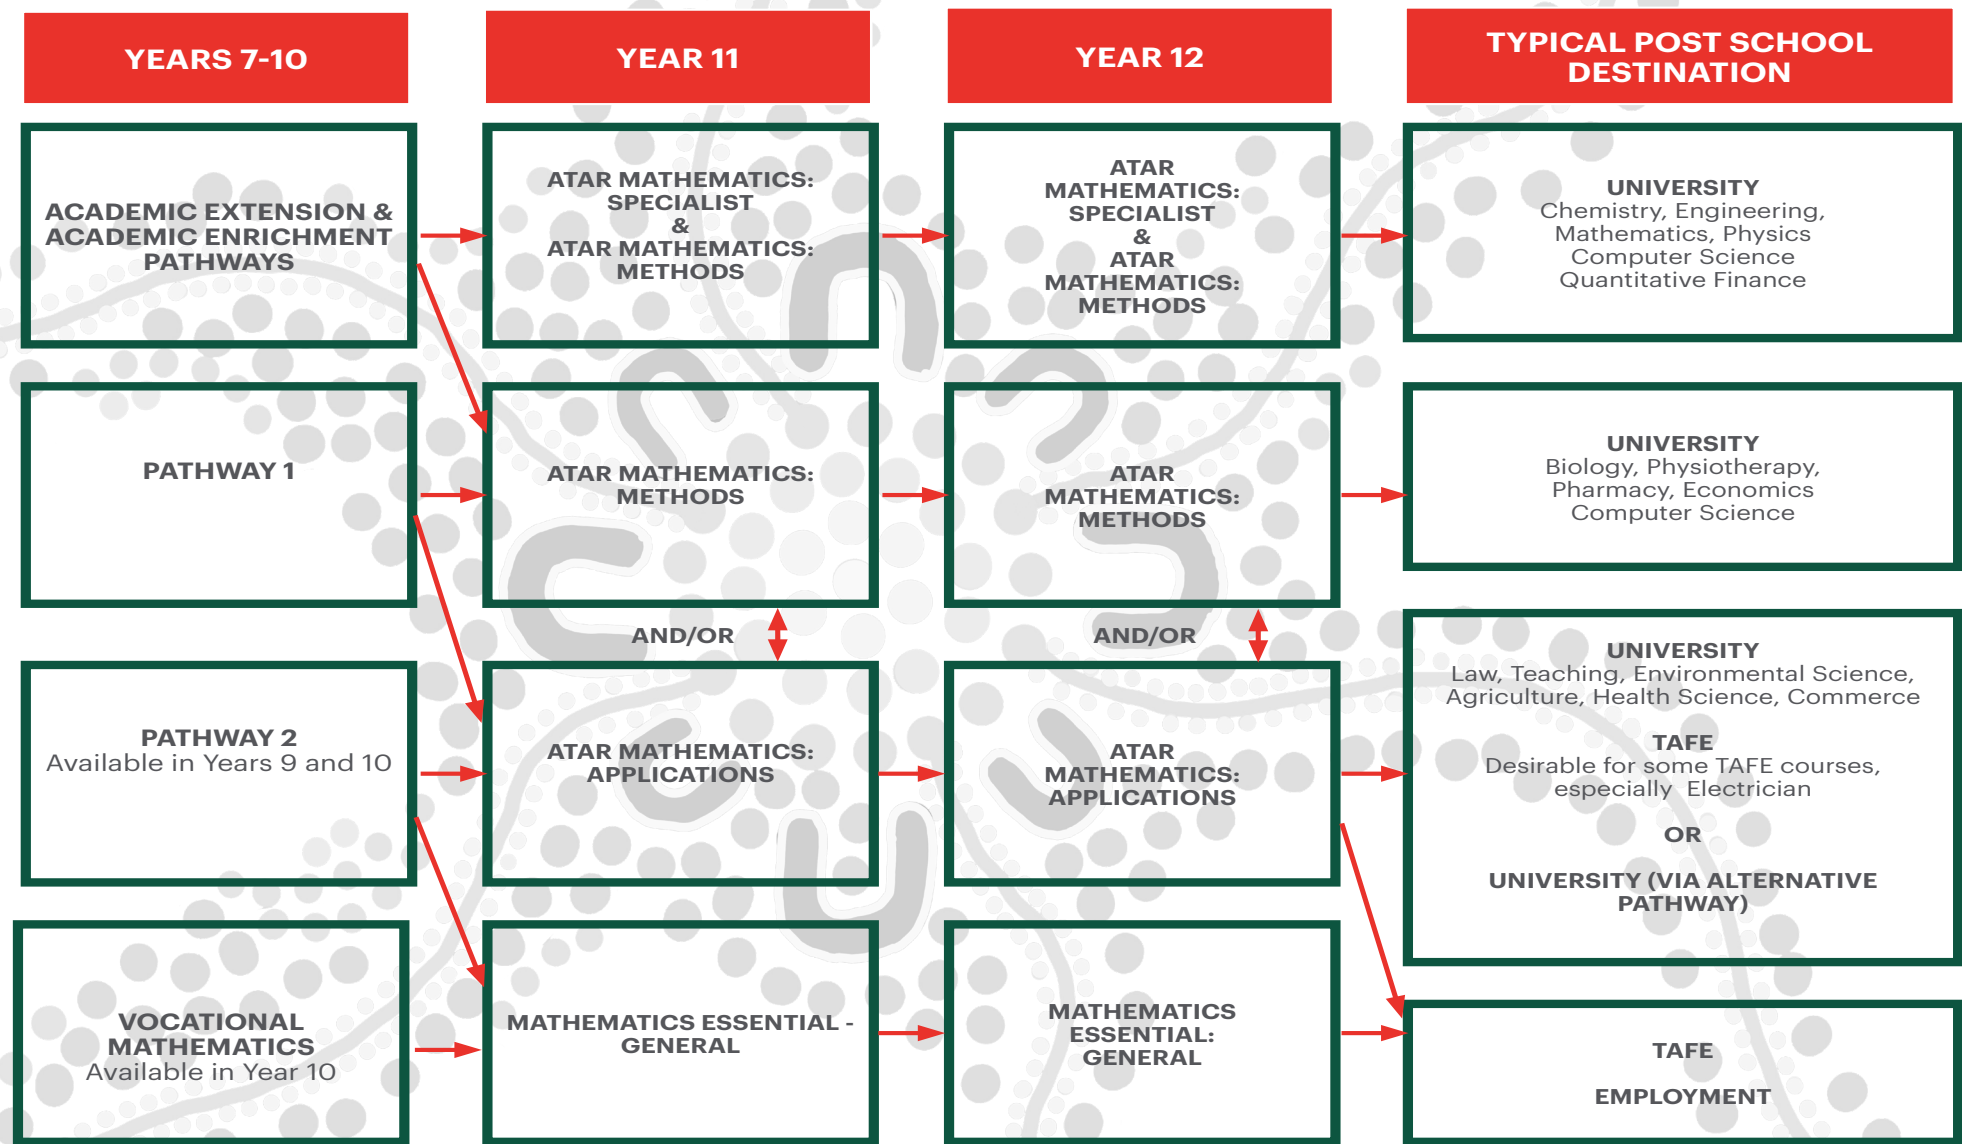 YEARS 7-10
YEAR 11
YEAR 12
TYPICAL POST SCHOOL
DESTINATION
ACADEMIC EXTENSION &
ACADEMIC ENRICHMENT
PATHWAYS
ATAR MATHEMATICS:
SPECIALIST
&
ATAR MATHEMATICS:
METHODS
ATAR
MATHEMATICS:
SPECIALIST
&
ATAR
MATHEMATICS:
METHODS
UNIVERSITY
Chemistry, Engineering,
Mathematics, Physics
Computer Science
Quantitative Finance
PATHWAY 1
ATAR MATHEMATICS:
METHODS
ATAR
MATHEMATICS:
METHODS
UNIVERSITY
Biology, Physiotherapy,
Pharmacy, Economics
Computer Science
AND/OR
AND/OR
PATHWAY 2
Available in Years 9 and 10
ATAR MATHEMATICS:
APPLICATIONS
ATAR
MATHEMATICS:
APPLICATIONS
UNIVERSITY
Law, Teaching, Environmental Science,
Agriculture, Health Science, Commerce
TAFE
Desirable for some TAFE courses,
especially Electrician
OR
UNIVERSITY (VIA ALTERNATIVE
PATHWAY)
VOCATIONAL
MATHEMATICS
Available in Year 10
MATHEMATICS ESSENTIAL -
GENERAL
MATHEMATICS
ESSENTIAL:
GENERAL
TAFE
EMPLOYMENT